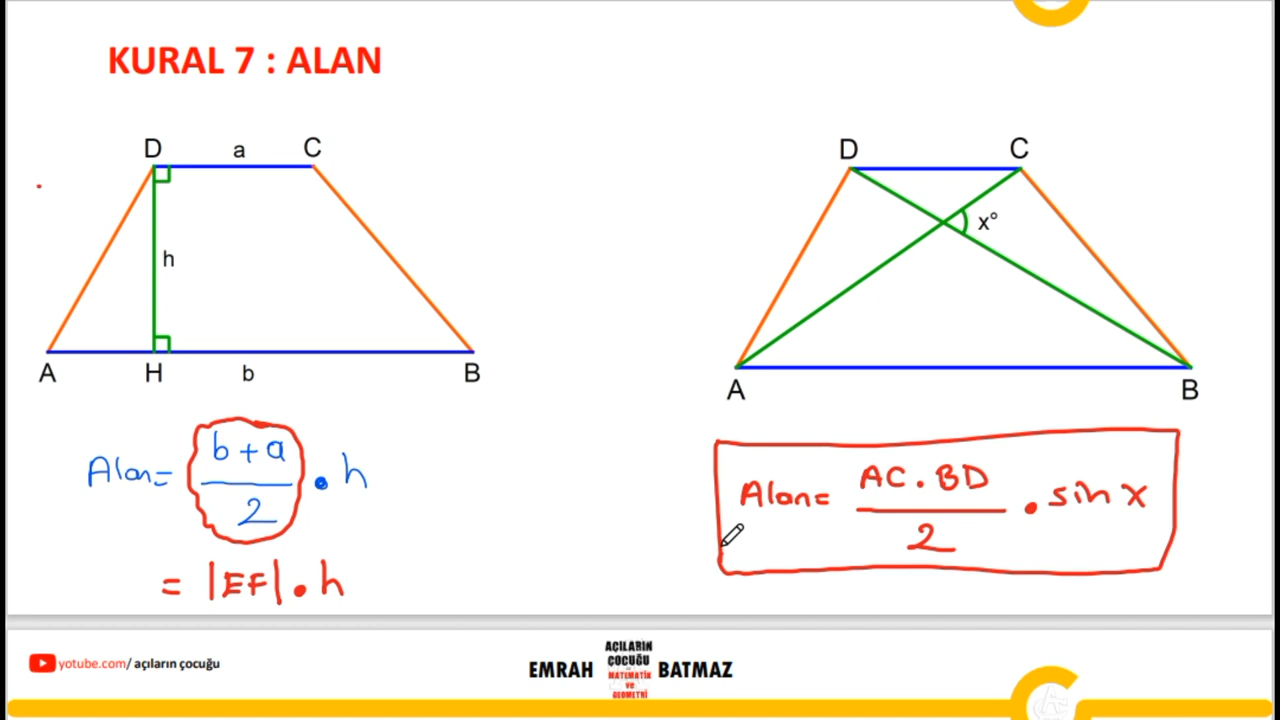 KURAL 7 : ALAN
D a C
h
A H b B
Alan= b+a/2 . h
= |EF| . h
D C
x°
A B
Alan= AC.BD/2 . sin x
yotube.com/ açıların çocuğu
EMRAH
AÇILARIN
ÇOCUĞU
MATEMATİK
ve
GEOMETRİ
BATMAZ